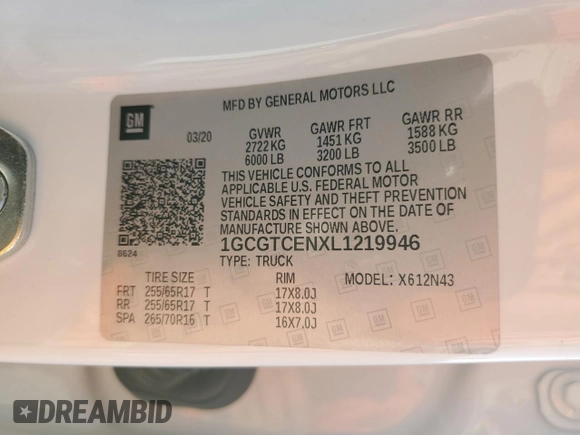 MFD BY GENERAL MOTORS LLC
GM
03/20
GVWR GAWR FRT GAWR RR
2722 KG 1451 KG 1588 KG
6000 LB 3200 LB 3500 LB
THIS VEHICLE CONFORMS TO ALL
APPLICABLE U.S. FEDERAL MOTOR
VEHICLE SAFETY AND THEFT PREVENTION
STANDARDS IN EFFECT ON THE DATE OF
MANUFACTURE SHOWN ABOVE.
8624
1GCGTCENXL1219946
TYPE: TRUCK
TIRE SIZE RIM MODEL: X612N43
FRT 255/65R17 T 17X8.0J
RR 255/65R17 T 17X8.0J
SPA 265/70R16 T 16X7.0J
DREAMBID